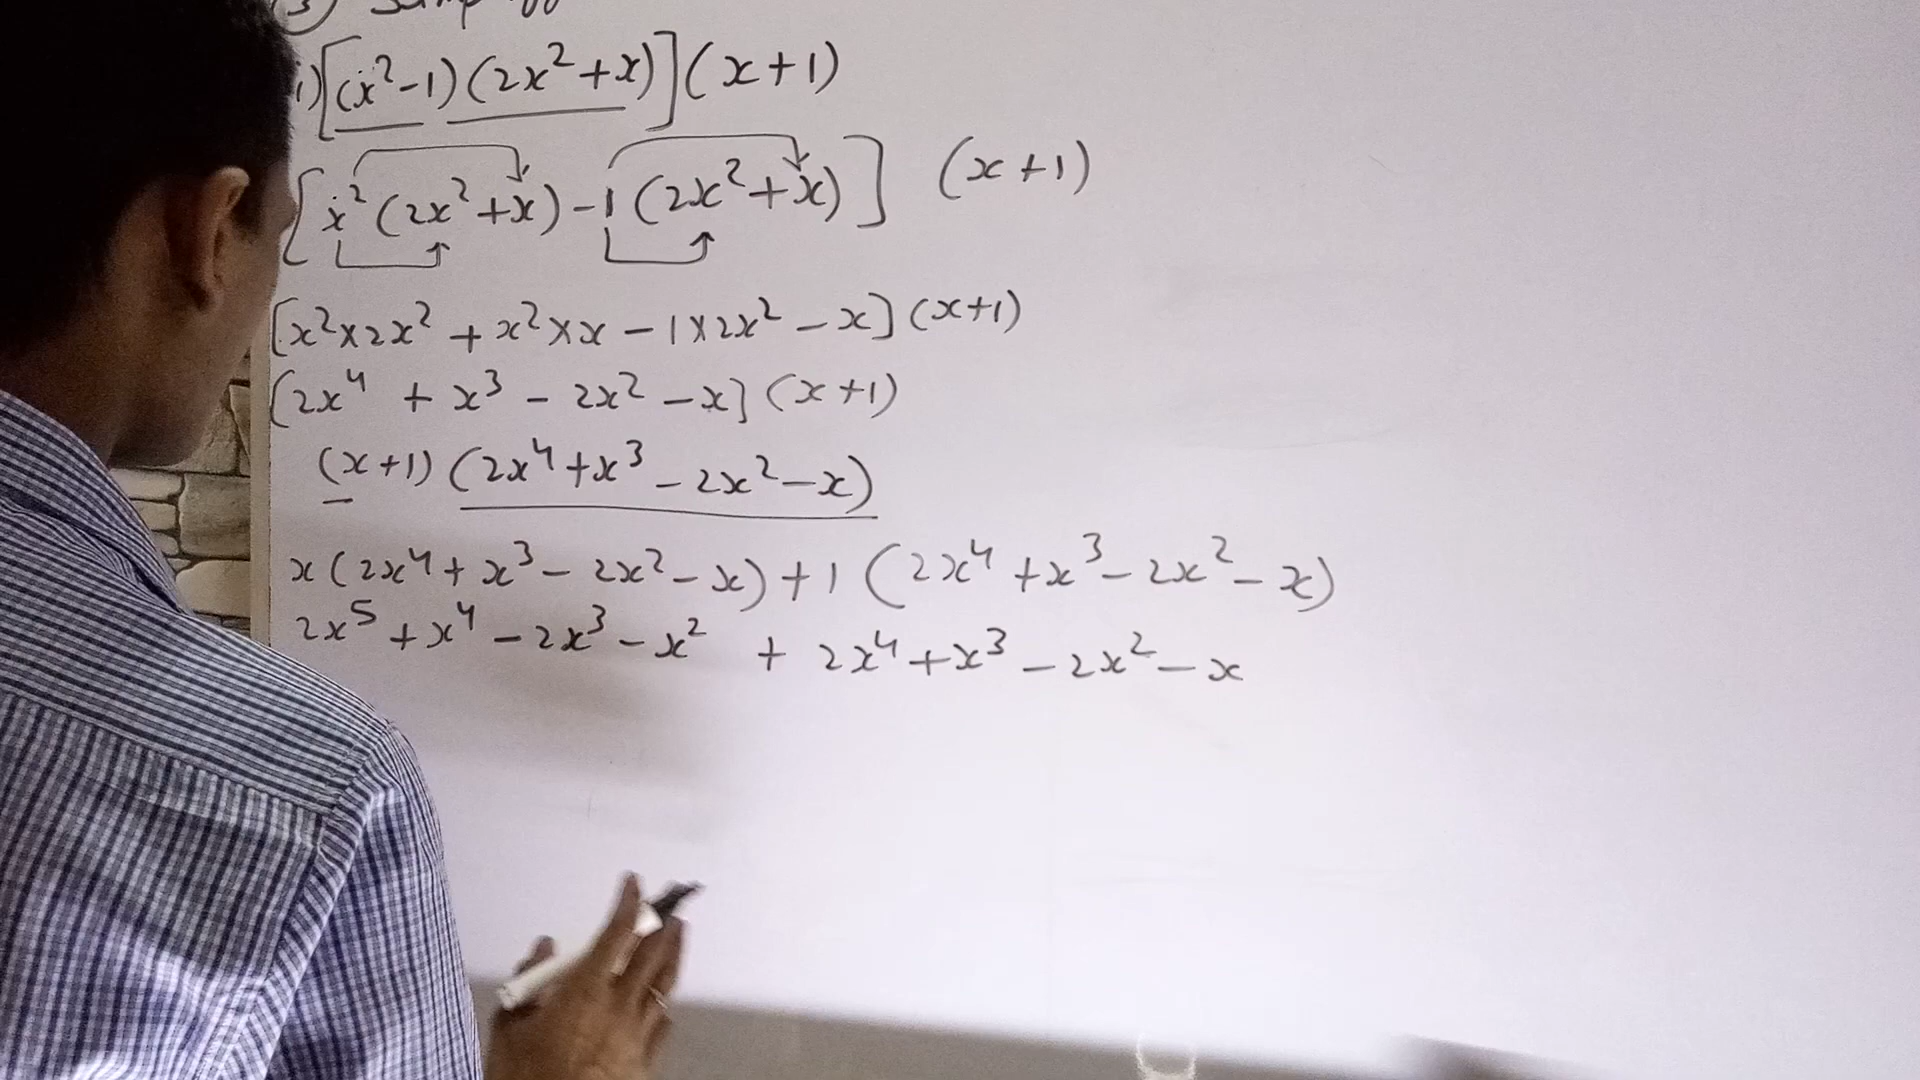 3)
i) [(x²-1)(2x²+x)](x+1)
[x²(2x²+x)-1(2x²+x)] (x+1)
[x²×2x² + x²×x - 1×2x² - x](x+1)
[2x⁴ + x³ - 2x² - x](x+1)
(x+1)(2x⁴+x³-2x²-x)
x(2x⁴+x³-2x²-x)+1(2x⁴+x³-2x²-x)
2x⁵+x⁴-2x³-x² + 2x⁴+x³-2x²-x